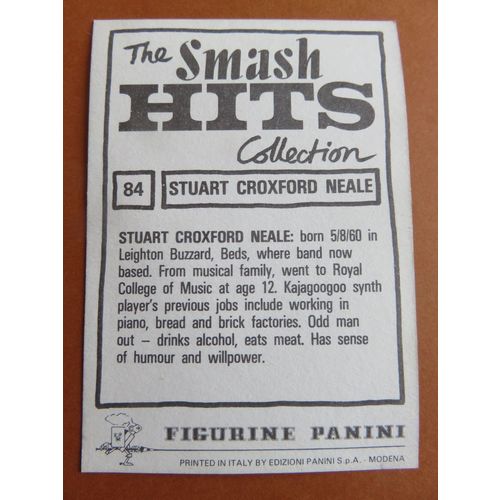 The Smash
HITS
Collection
84 STUART CROXFORD NEALE
STUART CROXFORD NEALE: born 5/8/60 in
Leighton Buzzard, Beds, where band now
based. From musical family, went to Royal
College of Music at age 12. Kajagoogoo synth
player's previous jobs include working in
piano, bread and brick factories. Odd man
out – drinks alcohol, eats meat. Has sense
of humour and willpower.
FIGURINE PANINI
PRINTED IN ITALY BY EDIZIONI PANINI S.p.A. - MODENA